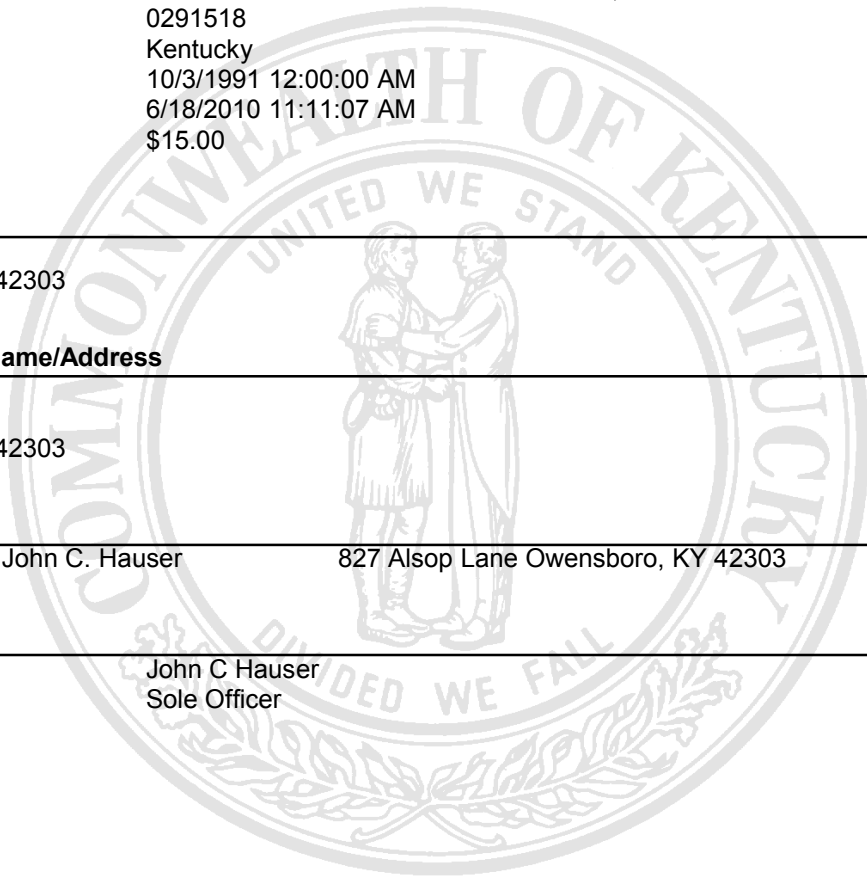 0291518
Kentucky
10/3/1991 12:00:00 AM
6/18/2010 11:11:07 AM
$15.00
42303
ame/Address
42303
John C. Hauser 827 Alsop Lane Owensboro, KY 42303
John C Hauser
Sole Officer
COMMONWEALTH OF KENTUCKY
UNITED WE STAND
DIVIDED WE FALL